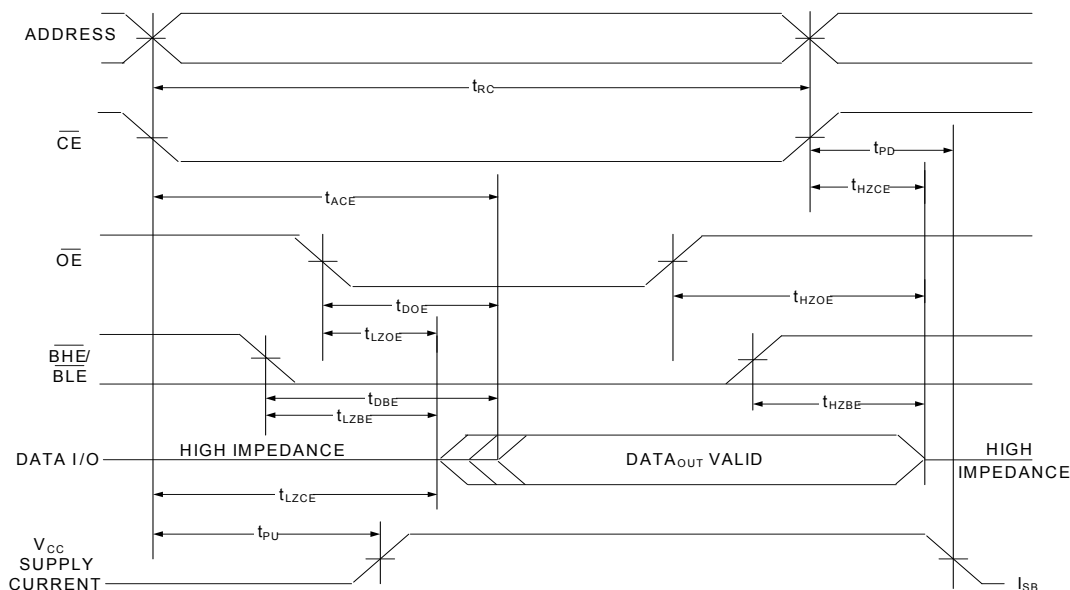 ADDRESS
tRC
CE
tPD
tHZCE
tACE
OE
tDOE
tHZOE
tLZOE
BHE/
BLE
tDBE
tHZBE
tLZBE
HIGH IMPEDANCE
DATA I/O
DATAOUT VALID
HIGH
IMPEDANCE
tLZCE
tPU
VCC
SUPPLY
CURRENT
ISB